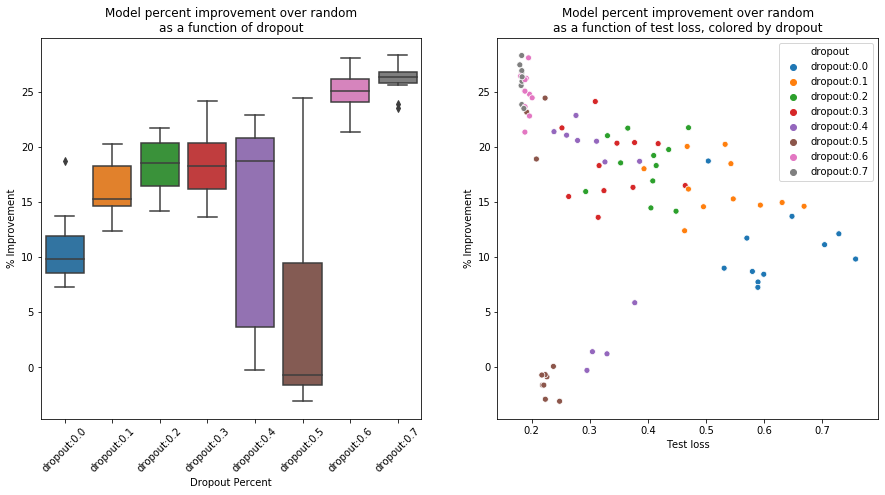 Model percent improvement over random
as a function of dropout
% Improvement
25
20
15
10
5
0
dropout:0.0
dropout:0.1
dropout:0.2
dropout:0.3
dropout:0.4
dropout:0.5
dropout:0.6
dropout:0.7
Dropout Percent
Model percent improvement over random
as a function of test loss, colored by dropout
% Improvement
25
20
15
10
5
0
dropout
dropout:0.0
dropout:0.1
dropout:0.2
dropout:0.3
dropout:0.4
dropout:0.5
dropout:0.6
dropout:0.7
0.2
0.3
0.4
0.5
0.6
0.7
Test loss